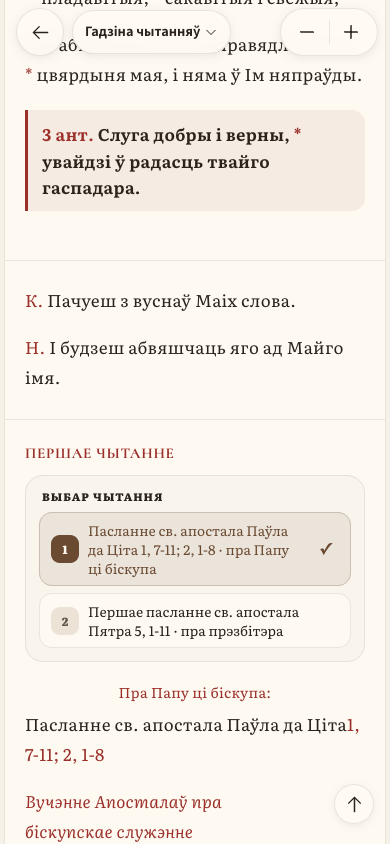 Гадзіна чытанняў
* цвярдыня мая, і няма ў Ім няпраўды.
3 ант. Слуга добры і верны, *
увайдзі ў радасць твайго
гаспадара.
К. Пачуеш з вуснаў Маіх слова.
Н. І будзеш абвяшчаць яго ад Майго
імя.
ПЕРШАЕ ЧЫТАННЕ
ВЫБАР ЧЫТАННЯ
1
Пасланне св. апостала Паўла
да Ціта 1, 7-11; 2, 1-8 · пра Папу
ці біскупа
✓
2
Першае пасланне св. апостала
Пятра 5, 1-11 · пра прэзбітэра
Пра Папу ці біскупа:
Пасланне св. апостала Паўла да Ціта1,
7-11; 2, 1-8
Вучэнне Апосталаў пра
біскупскае служэнне